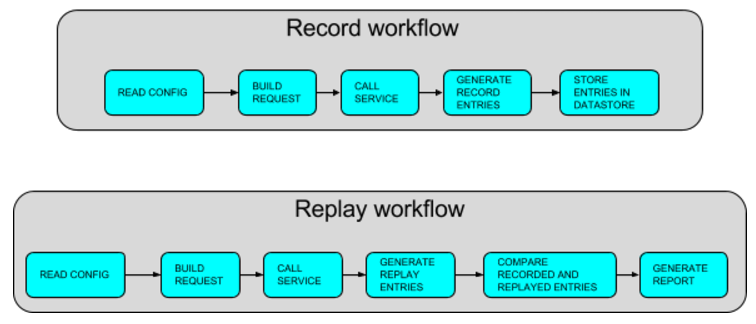 Record workflow
READ CONFIG
BUILD
REQUEST
CALL
SERVICE
GENERATE
RECORD
ENTRIES
STORE
ENTRIES IN
DATASTORE
Replay workflow
READ CONFIG
BUILD
REQUEST
CALL
SERVICE
GENERATE
REPLAY
ENTRIES
COMPARE
RECORDED AND
REPLAYED ENTRIES
GENERATE
REPORT